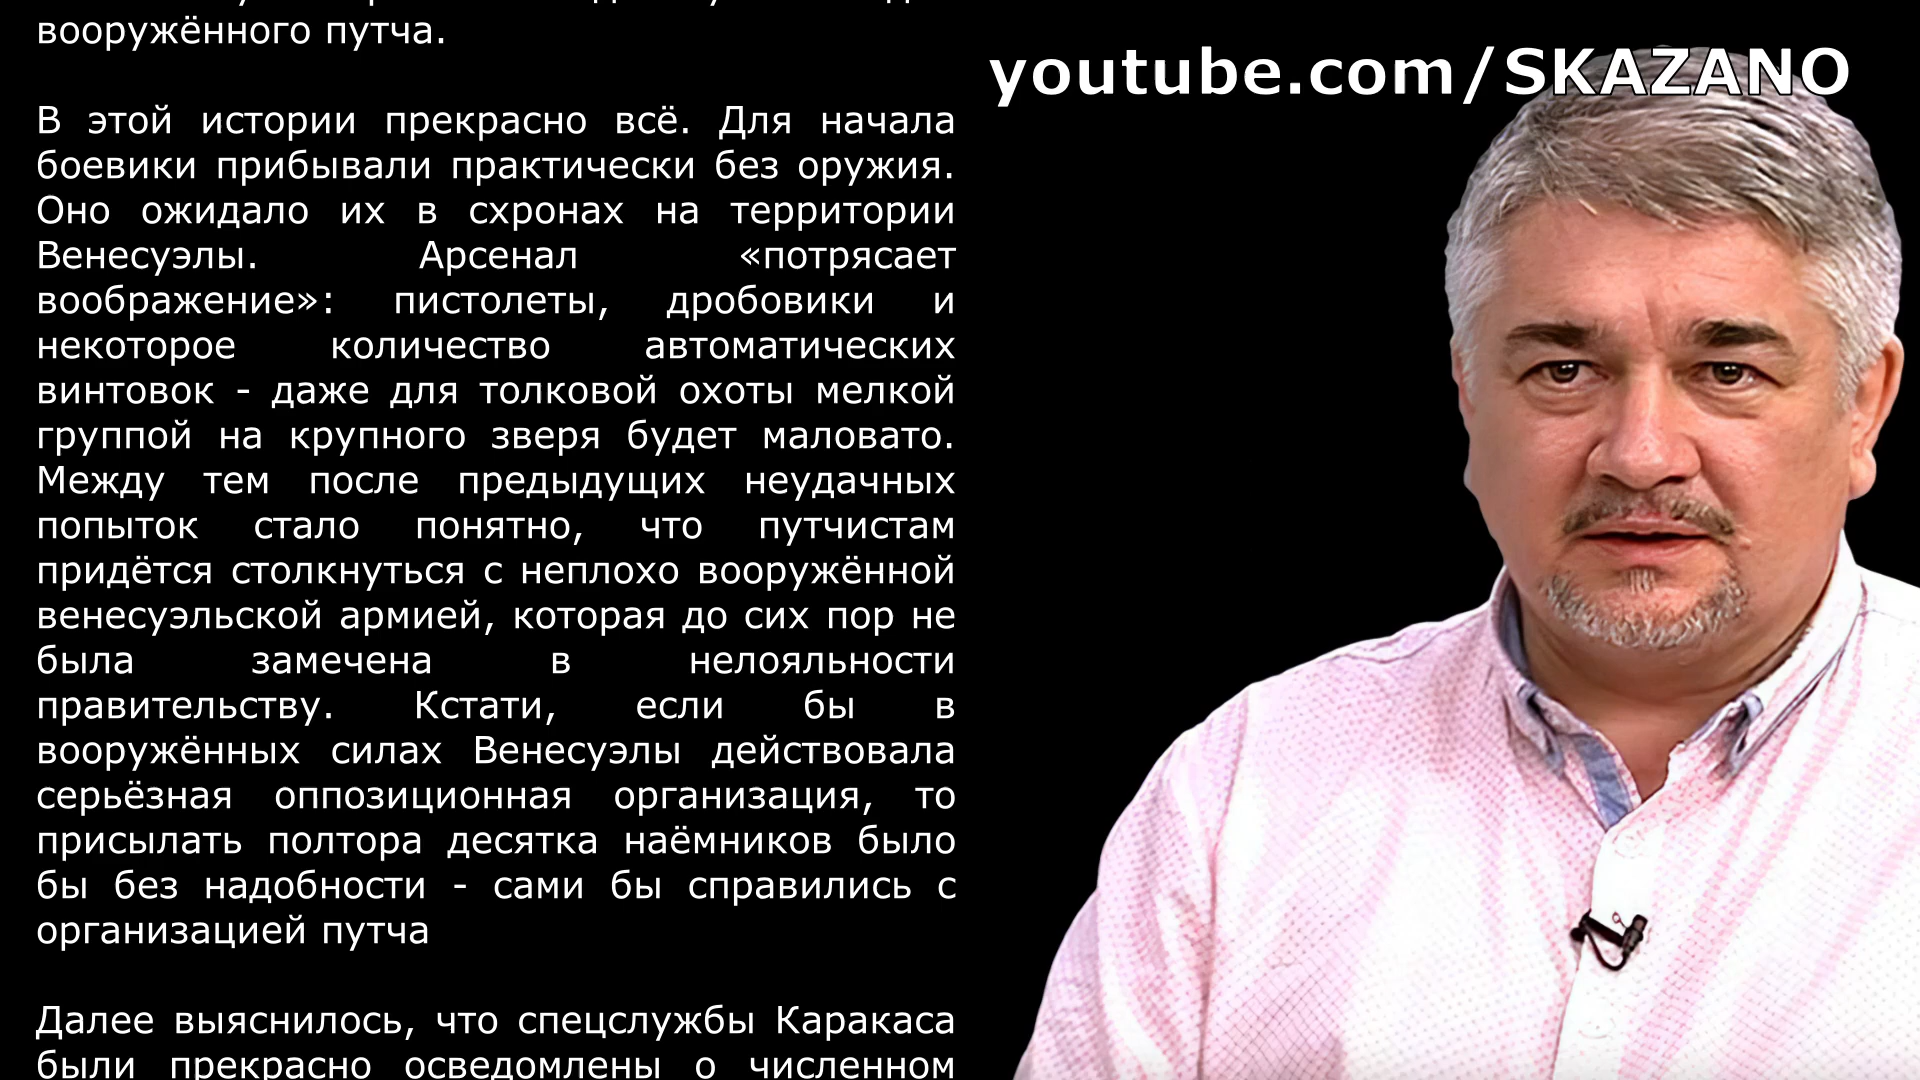 вооружённого путча.
youtube.com/SKAZANO
В этой истории прекрасно всё. Для начала
боевики прибывали практически без оружия.
Оно ожидало их в схронах на территории
Венесуэлы. Арсенал «потрясает
воображение»: пистолеты, дробовики и
некоторое количество автоматических
винтовок - даже для толковой охоты мелкой
группой на крупного зверя будет маловато.
Между тем после предыдущих неудачных
попыток стало понятно, что путчистам
придётся столкнуться с неплохо вооружённой
венесуэльской армией, которая до сих пор не
была замечена в нелояльности
правительству. Кстати, если бы в
вооружённых силах Венесуэлы действовала
серьёзная оппозиционная организация, то
присылать полтора десятка наёмников было
бы без надобности - сами бы справились с
организацией путча
Далее выяснилось, что спецслужбы Каракаса
были прекрасно осведомлены о численном